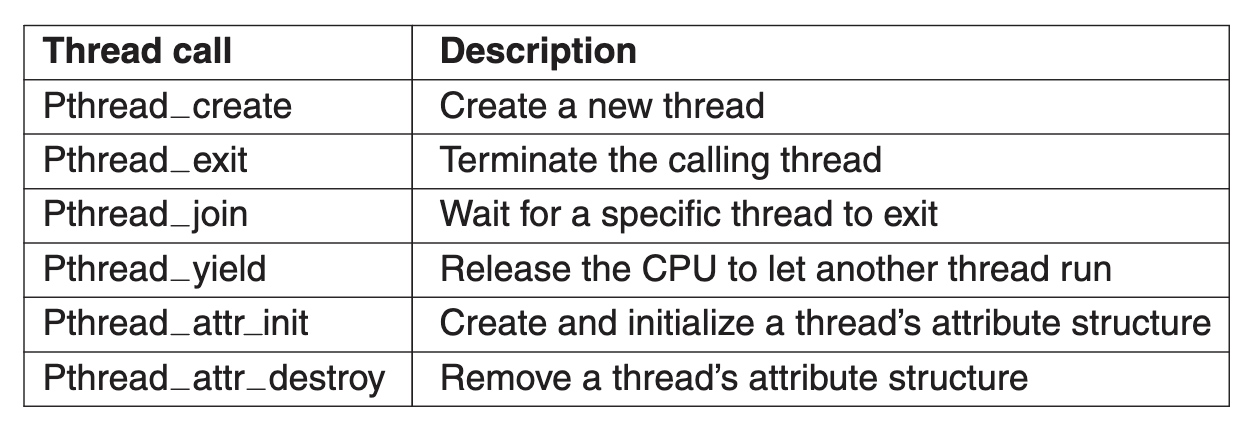 Thread call Description
Pthread_create Create a new thread
Pthread_exit Terminate the calling thread
Pthread_join Wait for a specific thread to exit
Pthread_yield Release the CPU to let another thread run
Pthread_attr_init Create and initialize a thread’s attribute structure
Pthread_attr_destroy Remove a thread’s attribute structure